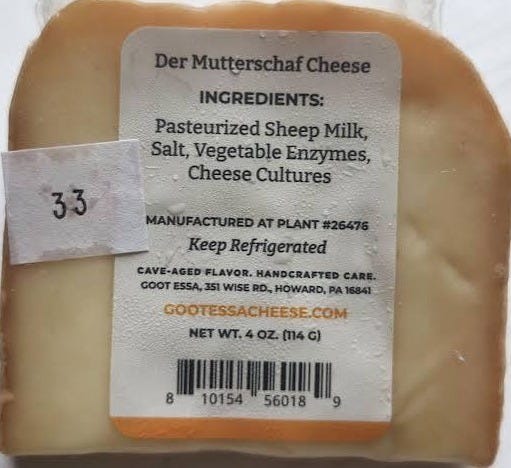 Der Mutterschaf Cheese
INGREDIENTS:
Pasteurized Sheep Milk,
Salt, Vegetable Enzymes,
Cheese Cultures
33
MANUFACTURED AT PLANT #26476
Keep Refrigerated
CAVE-AGED FLAVOR. HANDCRAFTED CARE.
GOOT ESSA, 351 WISE RD., HOWARD, PA 16841
GOOTESSACHEESE.COM
NET WT. 4 OZ. (114 G)
8 10154 56018 9